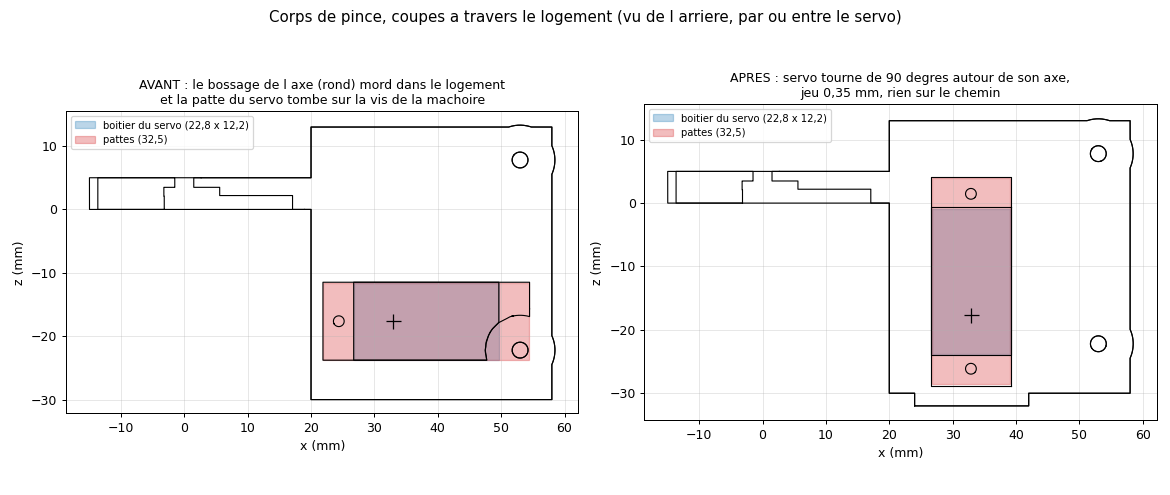 Corps de pince, coupes a travers le logement (vu de l arriere, par ou entre le servo)
AVANT : le bossage de l axe (rond) mord dans le logement
et la patte du servo tombe sur la vis de la machoire
boitier du servo (22,8 x 12,2)
pattes (32,5)
10
0
−10
−20
−30
z (mm)
−10
0
10
20
30
40
50
60
x (mm)
APRES : servo tourne de 90 degres autour de son axe,
jeu 0,35 mm, rien sur le chemin
boitier du servo (22,8 x 12,2)
pattes (32,5)
10
0
−10
−20
−30
z (mm)
−10
0
10
20
30
40
50
60
x (mm)